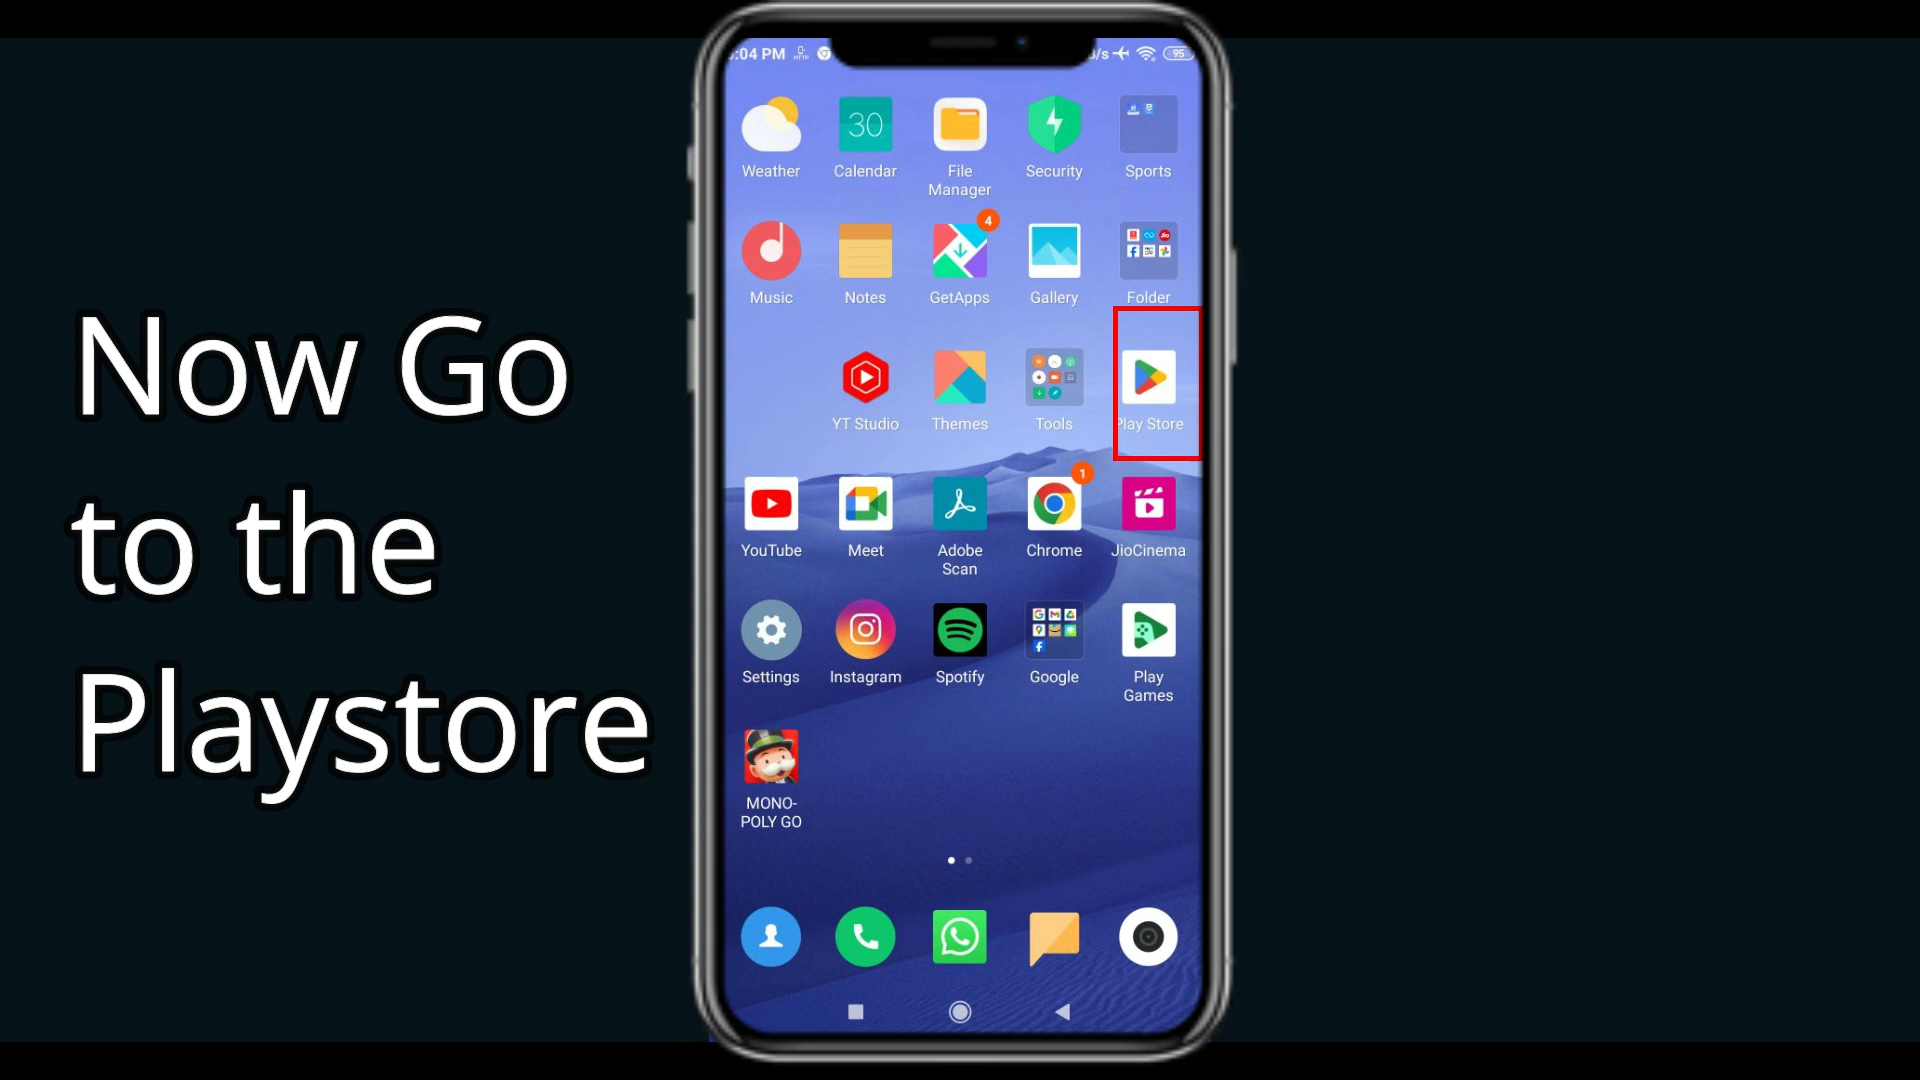 Now Go
to the
Playstore
:04 PM
/s
95
Weather
30
Calendar
File
Manager
Security
Sports
Music
Notes
4
GetApps
Gallery
Jio
Folder
YT Studio
Themes
Tools
Play Store
YouTube
Meet
Adobe
Scan
1
Chrome
JioCinema
Settings
Instagram
Spotify
Google
Play
Games
MONO-
POLY GO